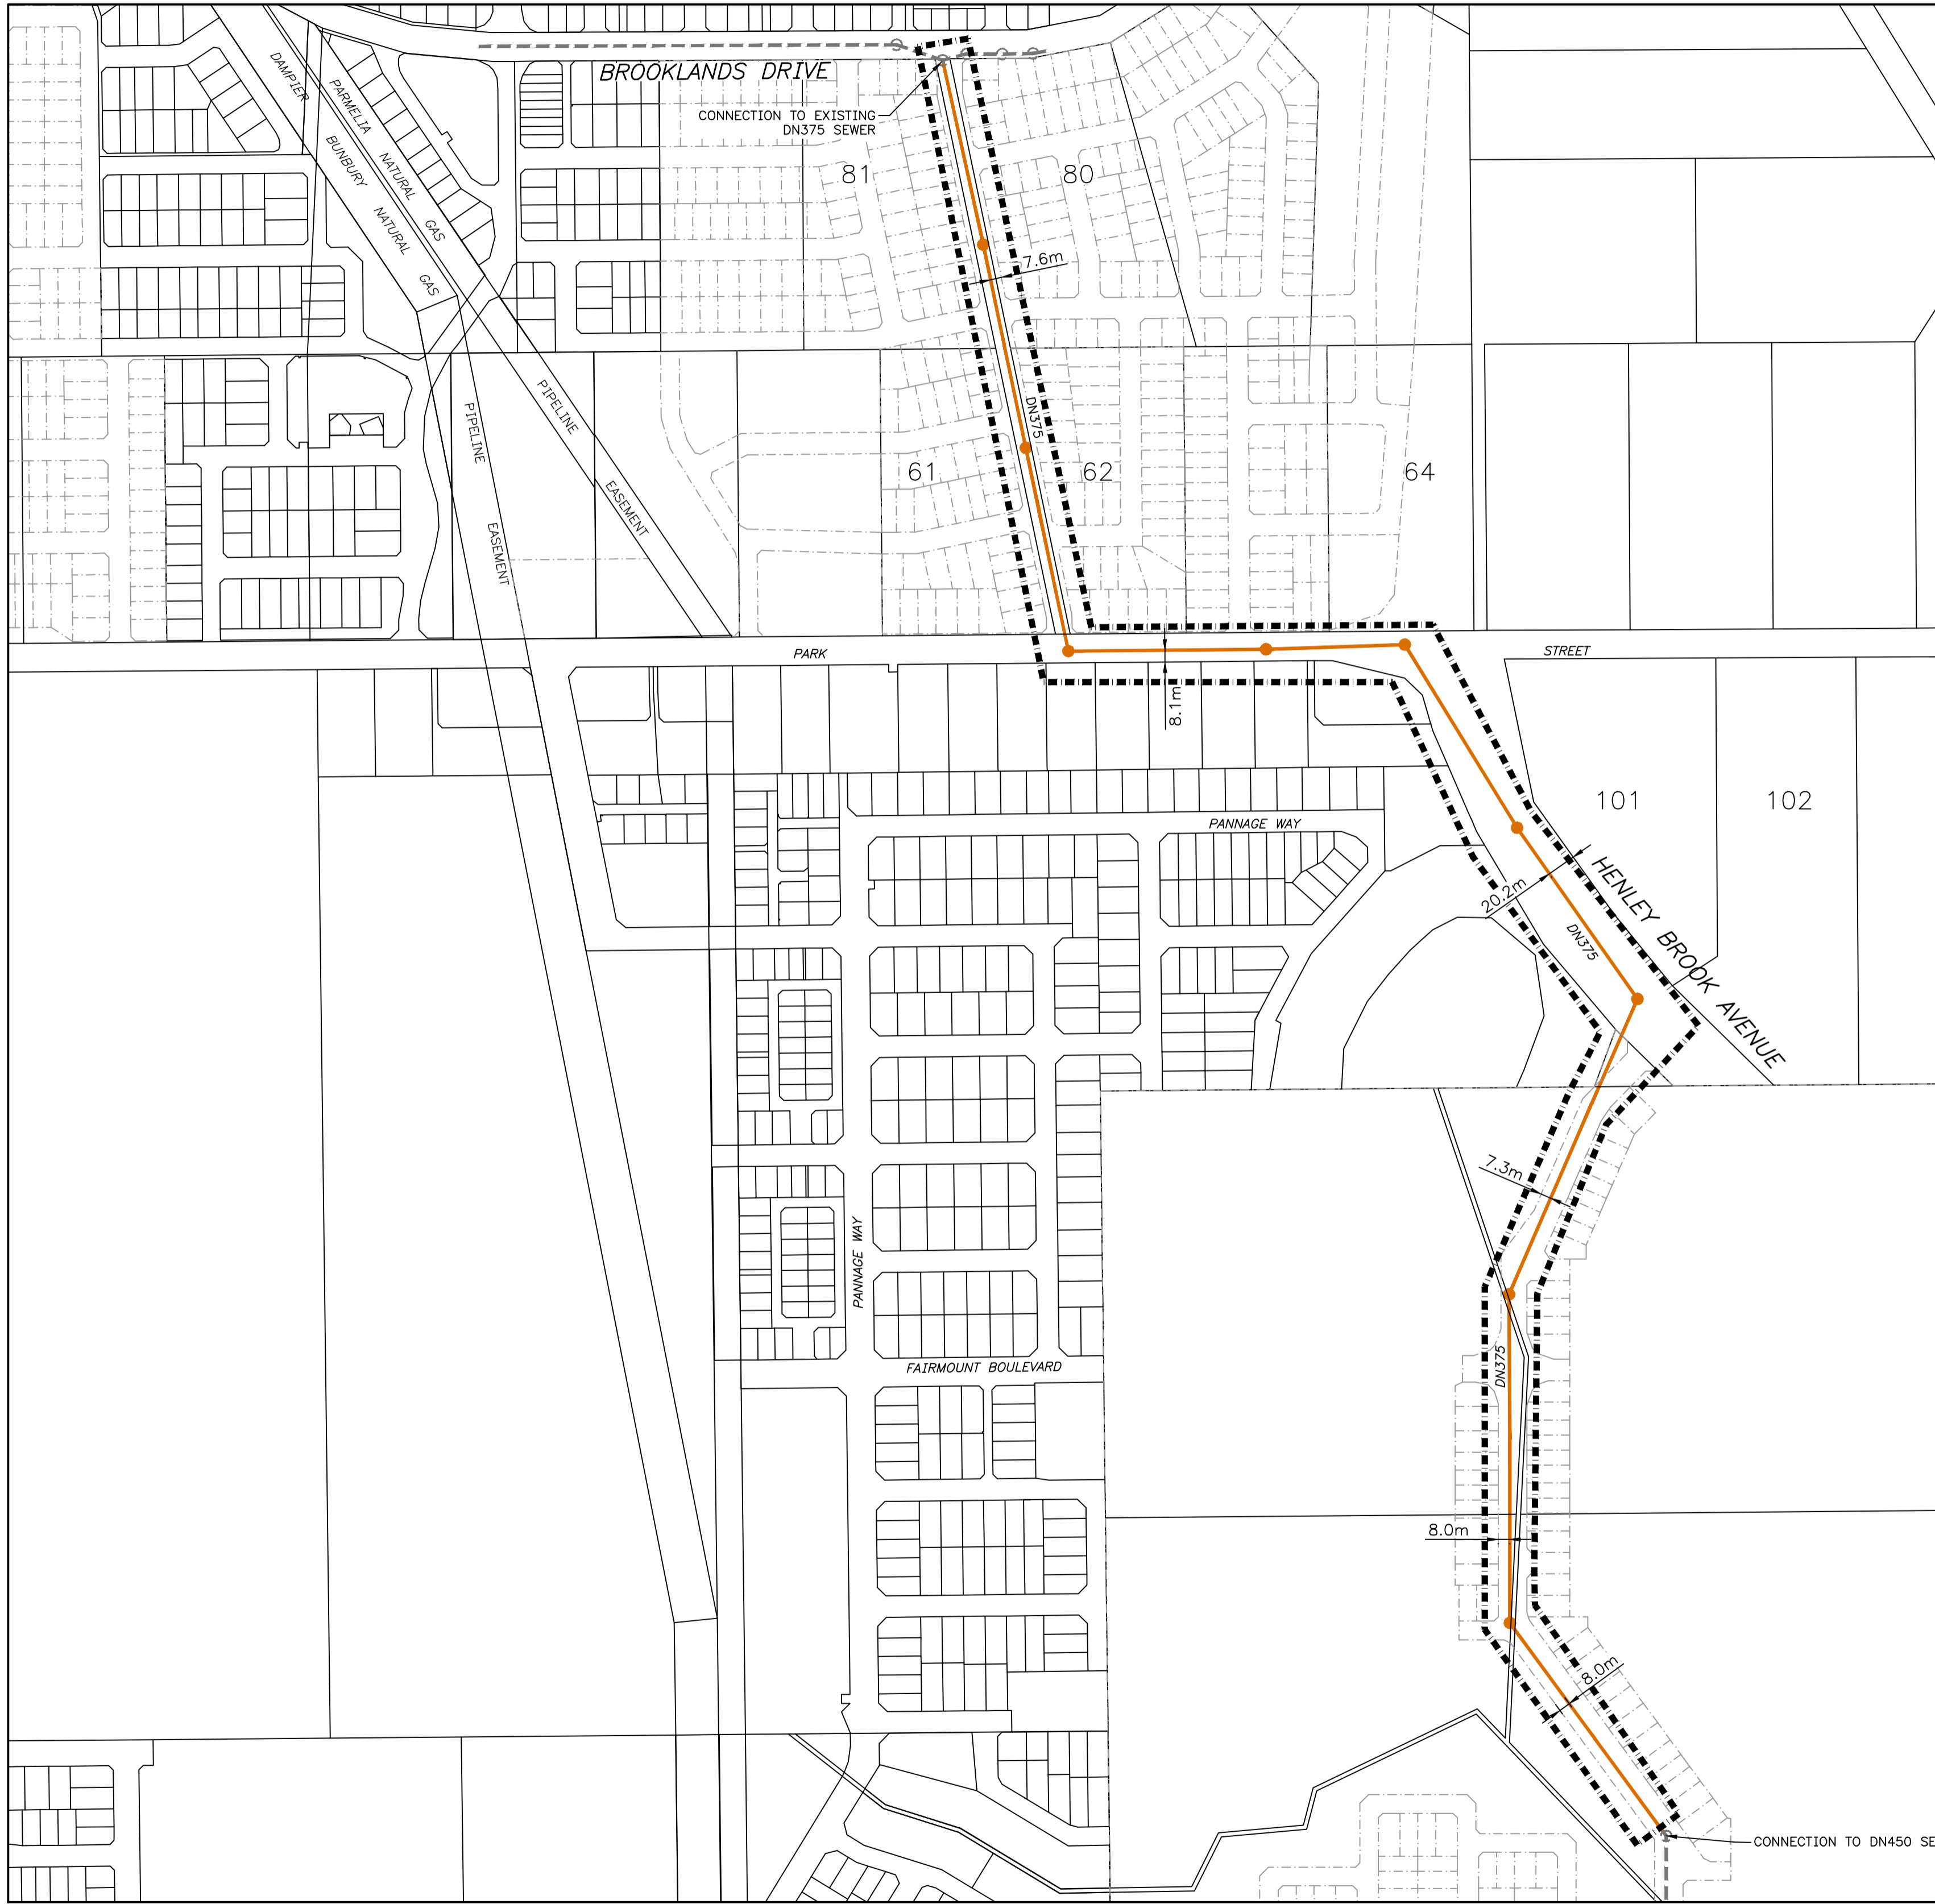 BROOKLANDS DRIVE
DAMPIER
BUNBURY
NATURAL
GAS
PIPELINE
EASEMENT
PARMELIA
NATURAL
GAS
PIPELINE
EASEMENT
CONNECTION TO EXISTING
DN375 SEWER
81
80
7.6m
DN375
61
62
64
PARK
STREET
8.1m
101
102
PANNAGE WAY
20.2m
HENLEY BROOK AVENUE
DN375
7.3m
PANNAGE WAY
DN375
FAIRMOUNT BOULEVARD
8.0m
8.0m
CONNECTION TO DN450 SE